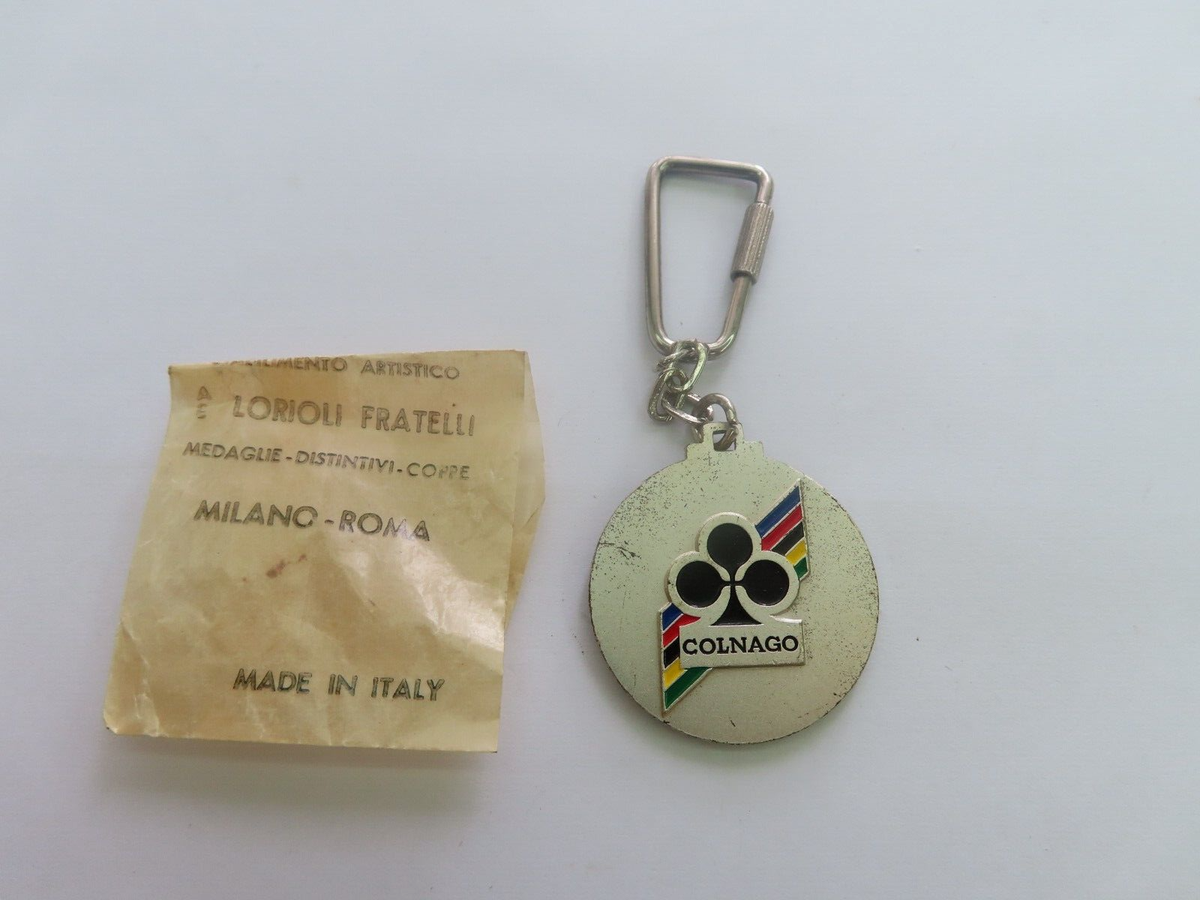 ARTISTICO
LORIOLI FRATELLI
MEDAGLIE-DISTINTIVI-COPPE
MILANO-ROMA
MADE IN ITALY
COLNAGO